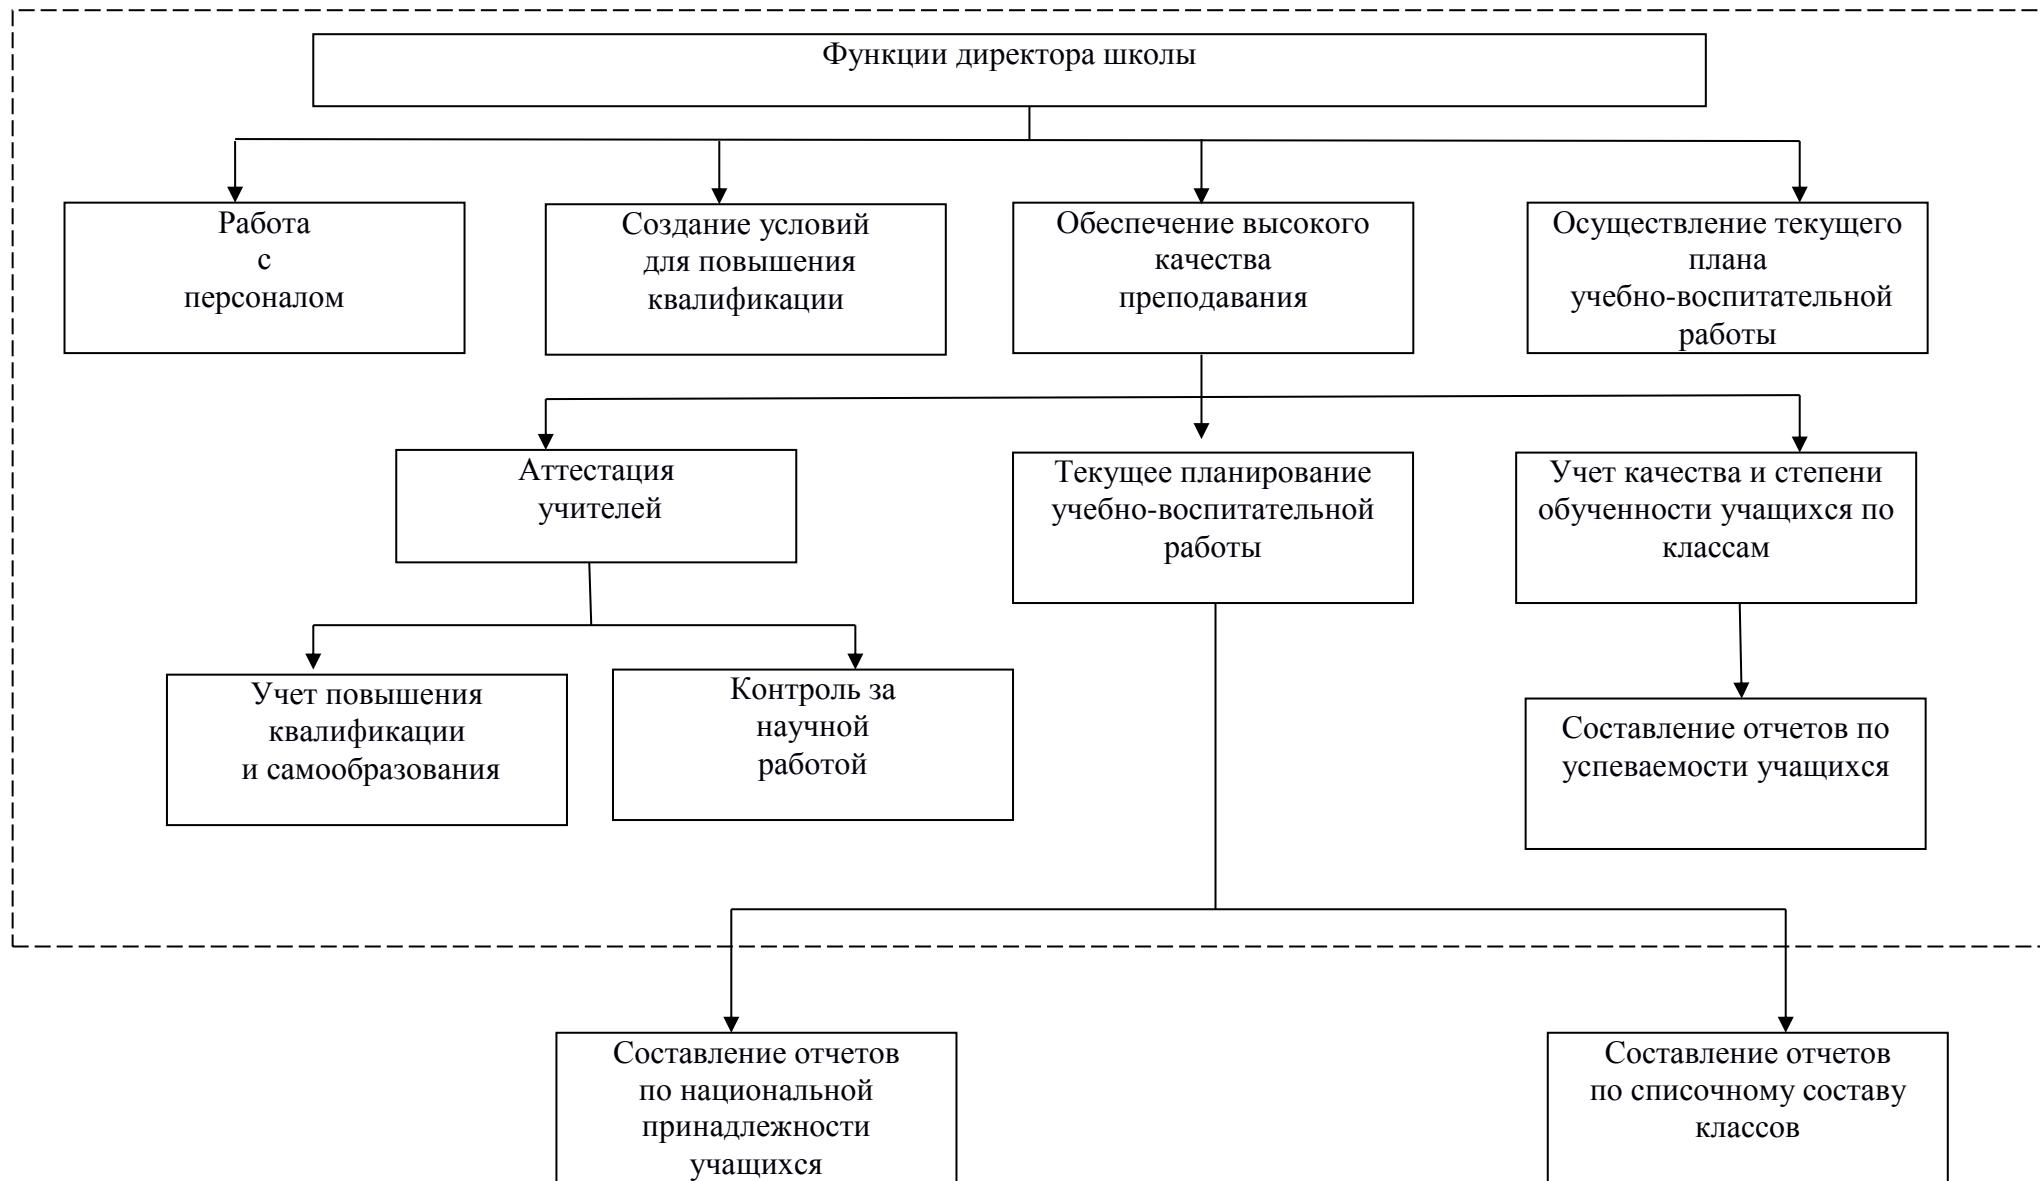 Функции директора школы
Работа
с
персоналом
Создание условий
для повышения
квалификации
Обеспечение высокого
качества
преподавания
Осуществление текущего
плана
учебно-воспитательной
работы
Аттестация
учителей
Текущее планирование
учебно-воспитательной
работы
Учет качества и степени
обученности учащихся по
классам
Учет повышения
квалификации
и самообразования
Контроль за
научной
работой
Составление отчетов по
успеваемости учащихся
Составление отчетов
по национальной
принадлежности
учащихся
Составление отчетов
по списочному составу
классов